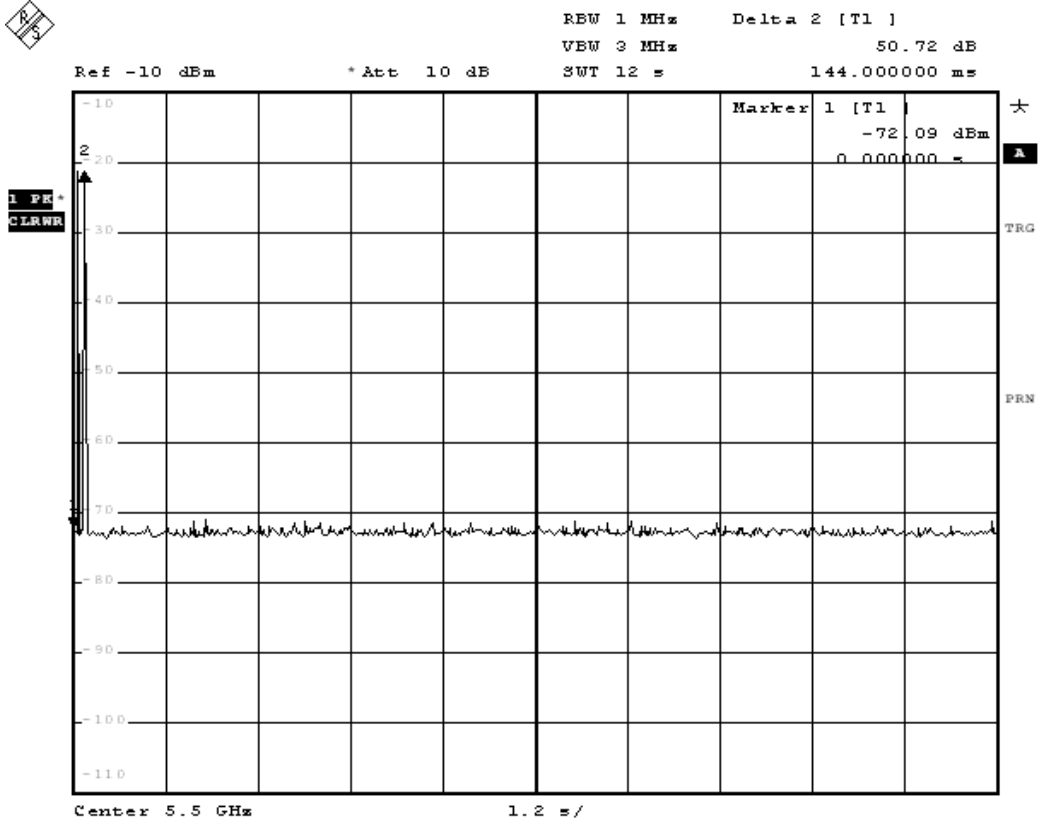 R
S
RBW 1 MHz Delta 2 [T1 ]
VBW 3 MHz 50.72 dB
Ref -10 dBm *Att 10 dB SWT 12 s 144.000000 ms
-10
Marker 1 [T1 ]
-72.09 dBm
0.000000 s
A
2
-20
1 PK*
CLRWR
-30
TRG
-40
-50
PRN
-60
-70
-80
-90
-100
-110
Center 5.5 GHz 1.2 s/